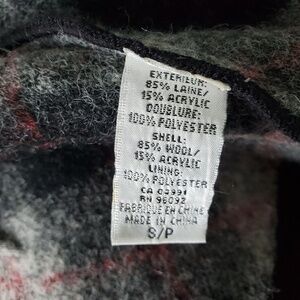 EXTERIEUR:
85% LAINE/
15% ACRYLIC
DOUBLURE:
100% POLYESTER
SHELL:
85% WOOL/
15% ACRYLIC
LINING:
100% POLYESTER
CA
RN 96092
FABRIQUE EN CHINE
MADE IN CHINA
S/P